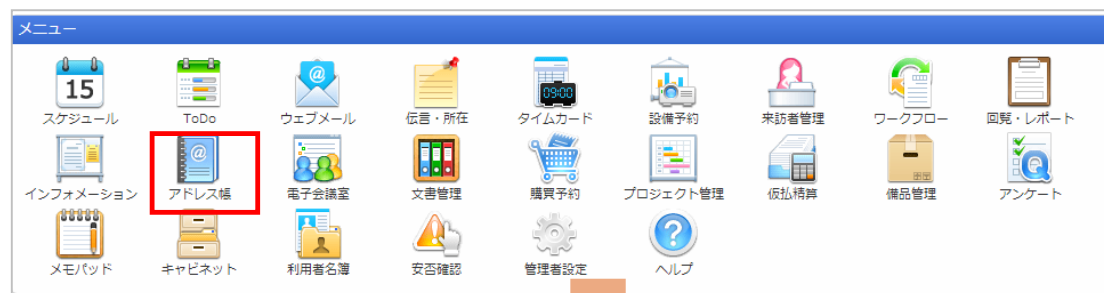 メニュー
15
スケジュール
ToDo
@
ウェブメール
伝言・所在
09:00
タイムカード
設備予約
来訪者管理
ワークフロー
回覧・レポート
インフォメーション
@
アドレス帳
電子会議室
文書管理
購買予約
プロジェクト管理
仮払精算
備品管理
Q
アンケート
メモパッド
キャビネット
利用者名簿
安否確認
管理者設定
?
ヘルプ